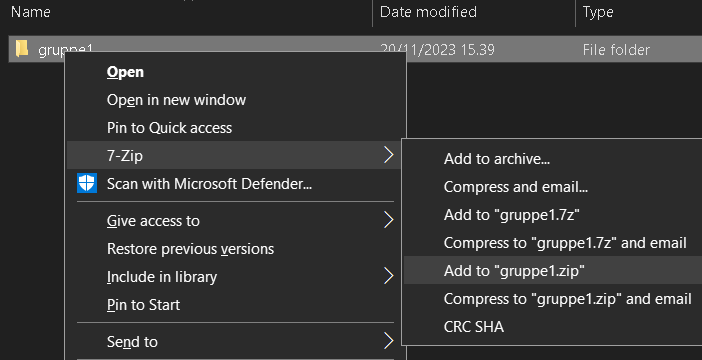 Name Date modified Type
gruppe1 20/11/2023 15.39 File folder
Open
Open in new window
Pin to Quick access
7-Zip
Scan with Microsoft Defender...
Give access to
Restore previous versions
Include in library
Pin to Start
Send to
Add to archive...
Compress and email...
Add to "gruppe1.7z"
Compress to "gruppe1.7z" and email
Add to "gruppe1.zip"
Compress to "gruppe1.zip" and email
CRC SHA